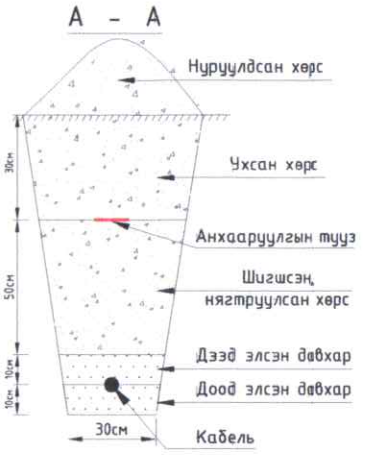 А - А
Нуруулдсан хөрс
Ухсан хөрс
30см
Анхааруулгын тууз
50см
Шигшсэн,
нягтруулсан хөрс
Дээд элсэн давхар
10см
Доод элсэн давхар
10см
30см
Кабель